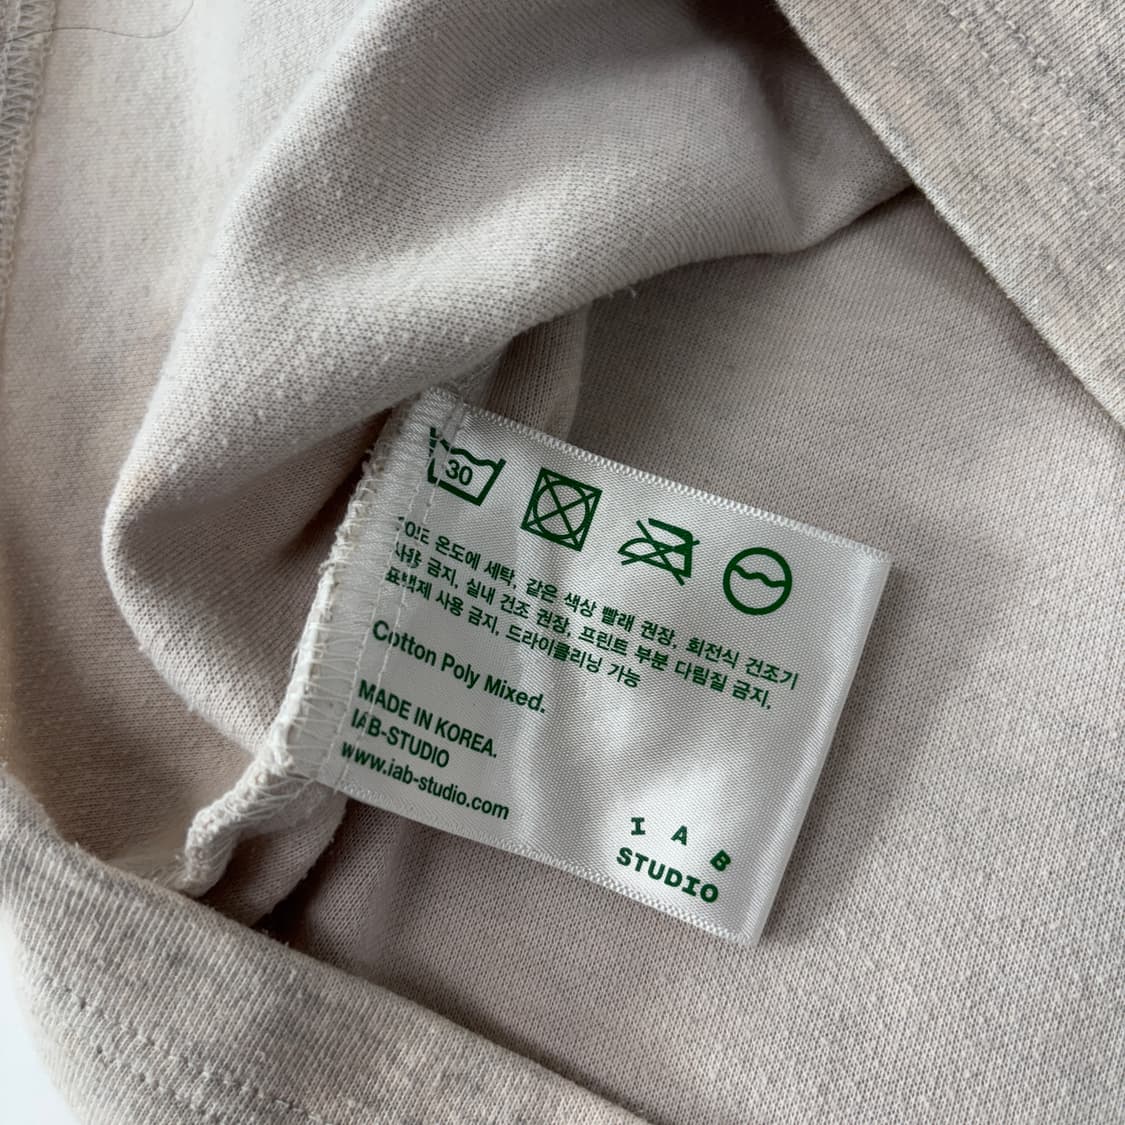 30
30도 온도에 세탁, 같은 색상 빨래 권장, 회전식 건조기
사용 금지, 실내 건조 권장, 프린트 부분 다림질 금지,
표백제 사용 금지, 드라이클리닝 가능
Cotton Poly Mixed.
MADE IN KOREA.
IAB-STUDIO
www.iab-studio.com
I A B
STUDIO